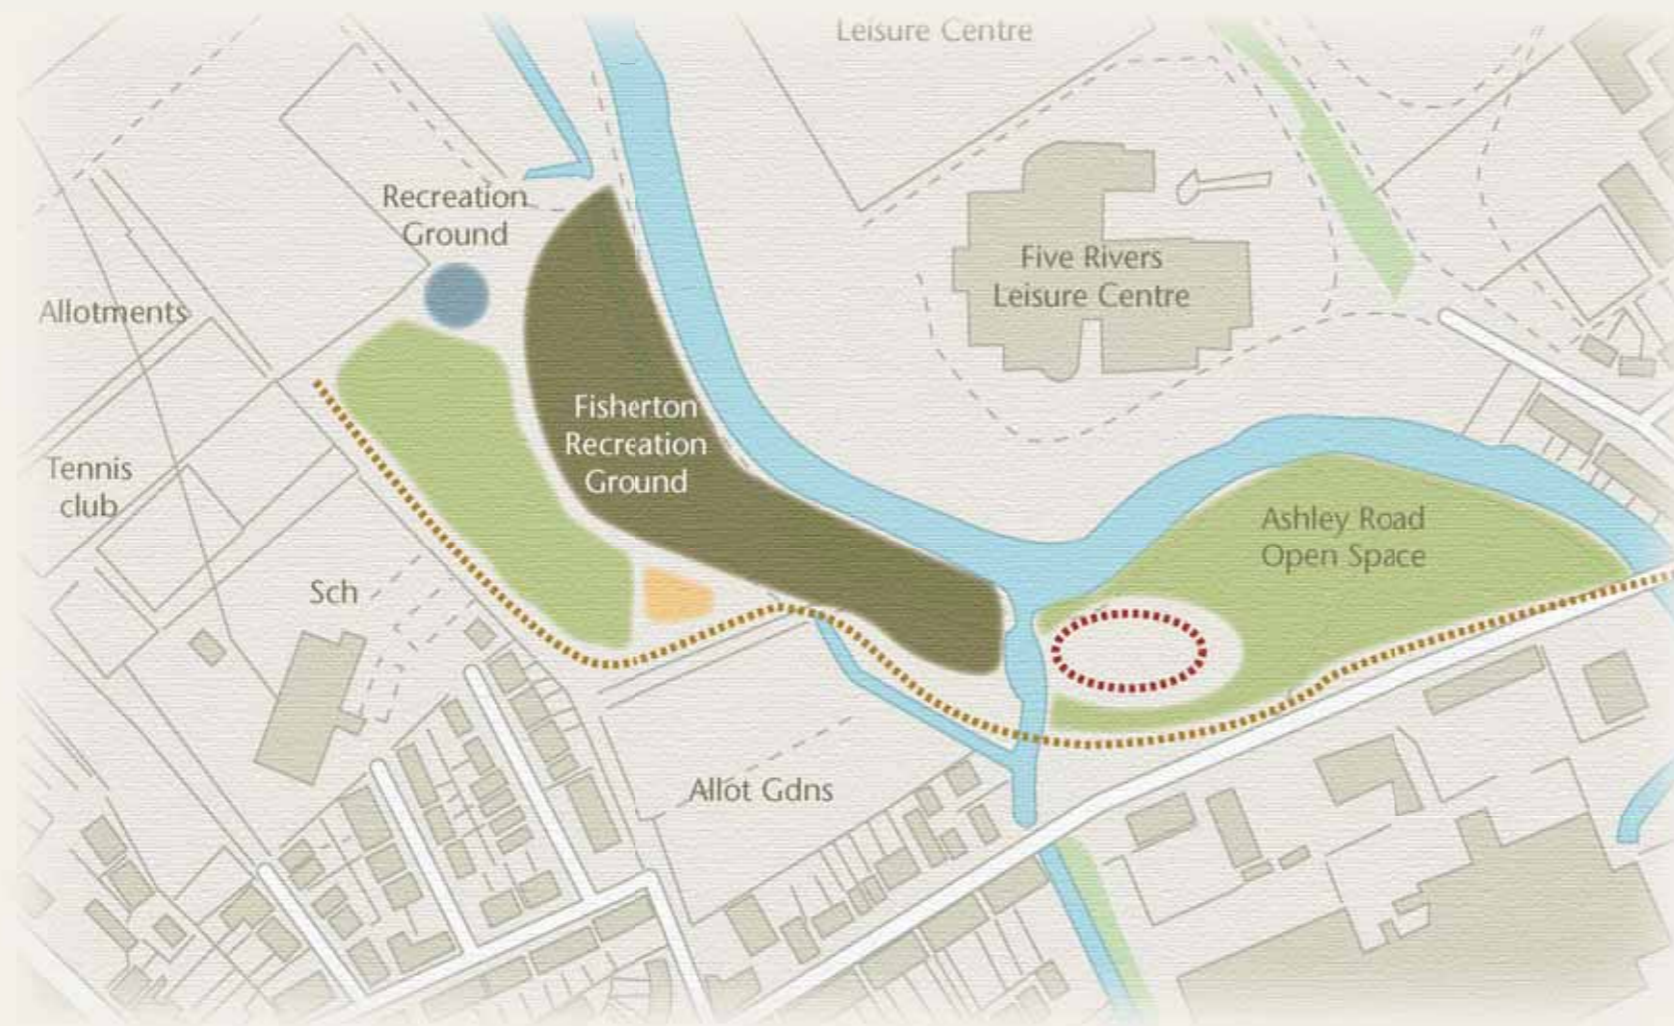 Leisure Centre
Recreation
Ground
Five Rivers
Leisure Centre
Allotments
Fisherton
Recreation
Ground
Tennis
club
Ashley Road
Open Space
Sch
Allot Gdns